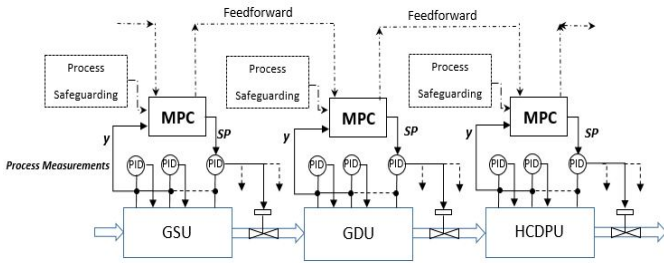 Feedforward
Feedforward
Process
Safeguarding
MPC
SP
y
Process
Safeguarding
MPC
SP
y
Process
Safeguarding
MPC
SP
y
Process Measurements
PID
PID
PID
PID
PID
PID
PID
PID
PID
GSU
GDU
HCDPU